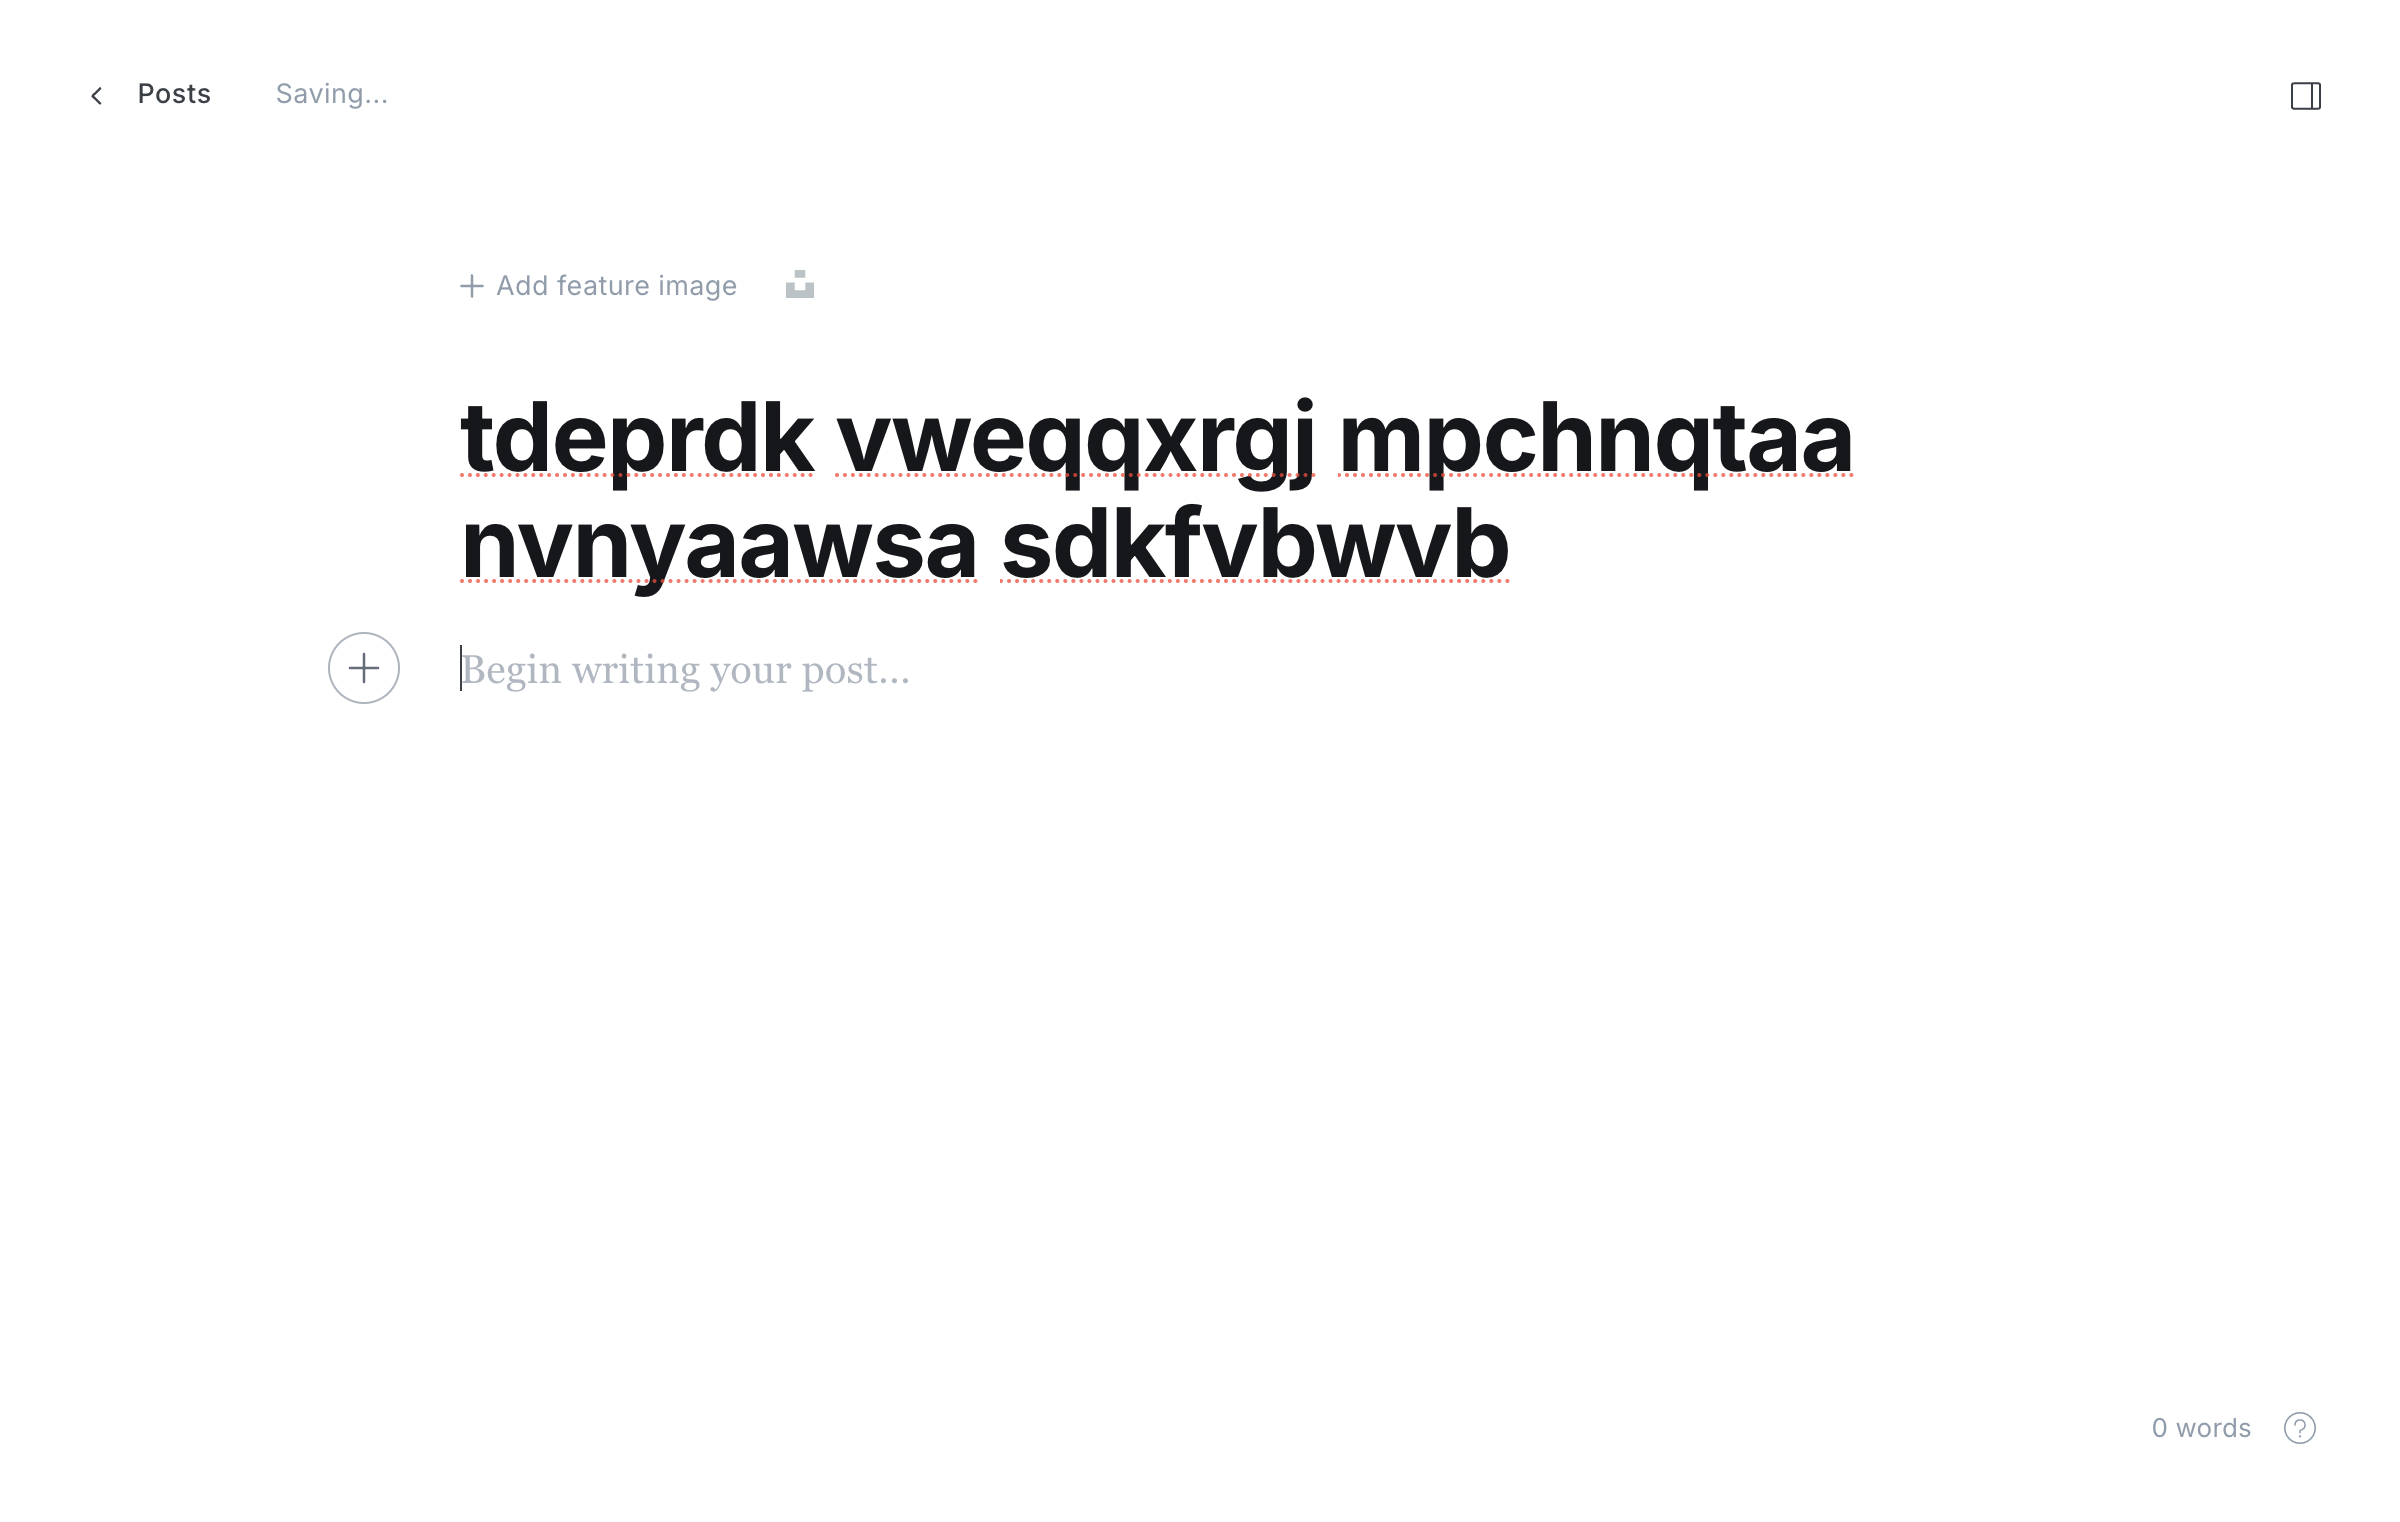 Posts
Saving...
Add feature image
tdeprdk vweqqxrgj mpchnqtaa
nvnyaawsa sdkfvbwvb
Begin writing your post...
0 words